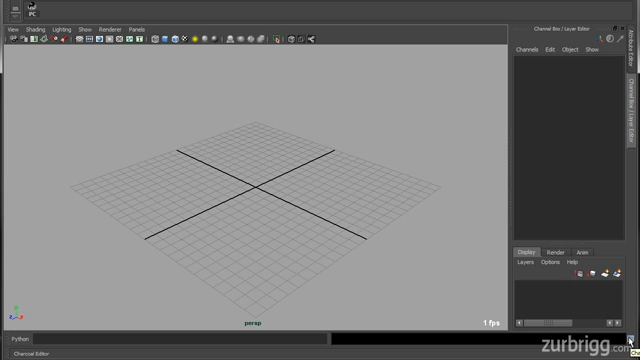 PC
Channel Box / Layer Editor
View Shading Lighting Show Renderer Panels
Channels Edit Object Show
Attribute Editor
Channel Box / Layer Editor
Display Render Anim
Layers Options Help
persp
1 fps
Python
zurbrigg.com
Charcoal Editor